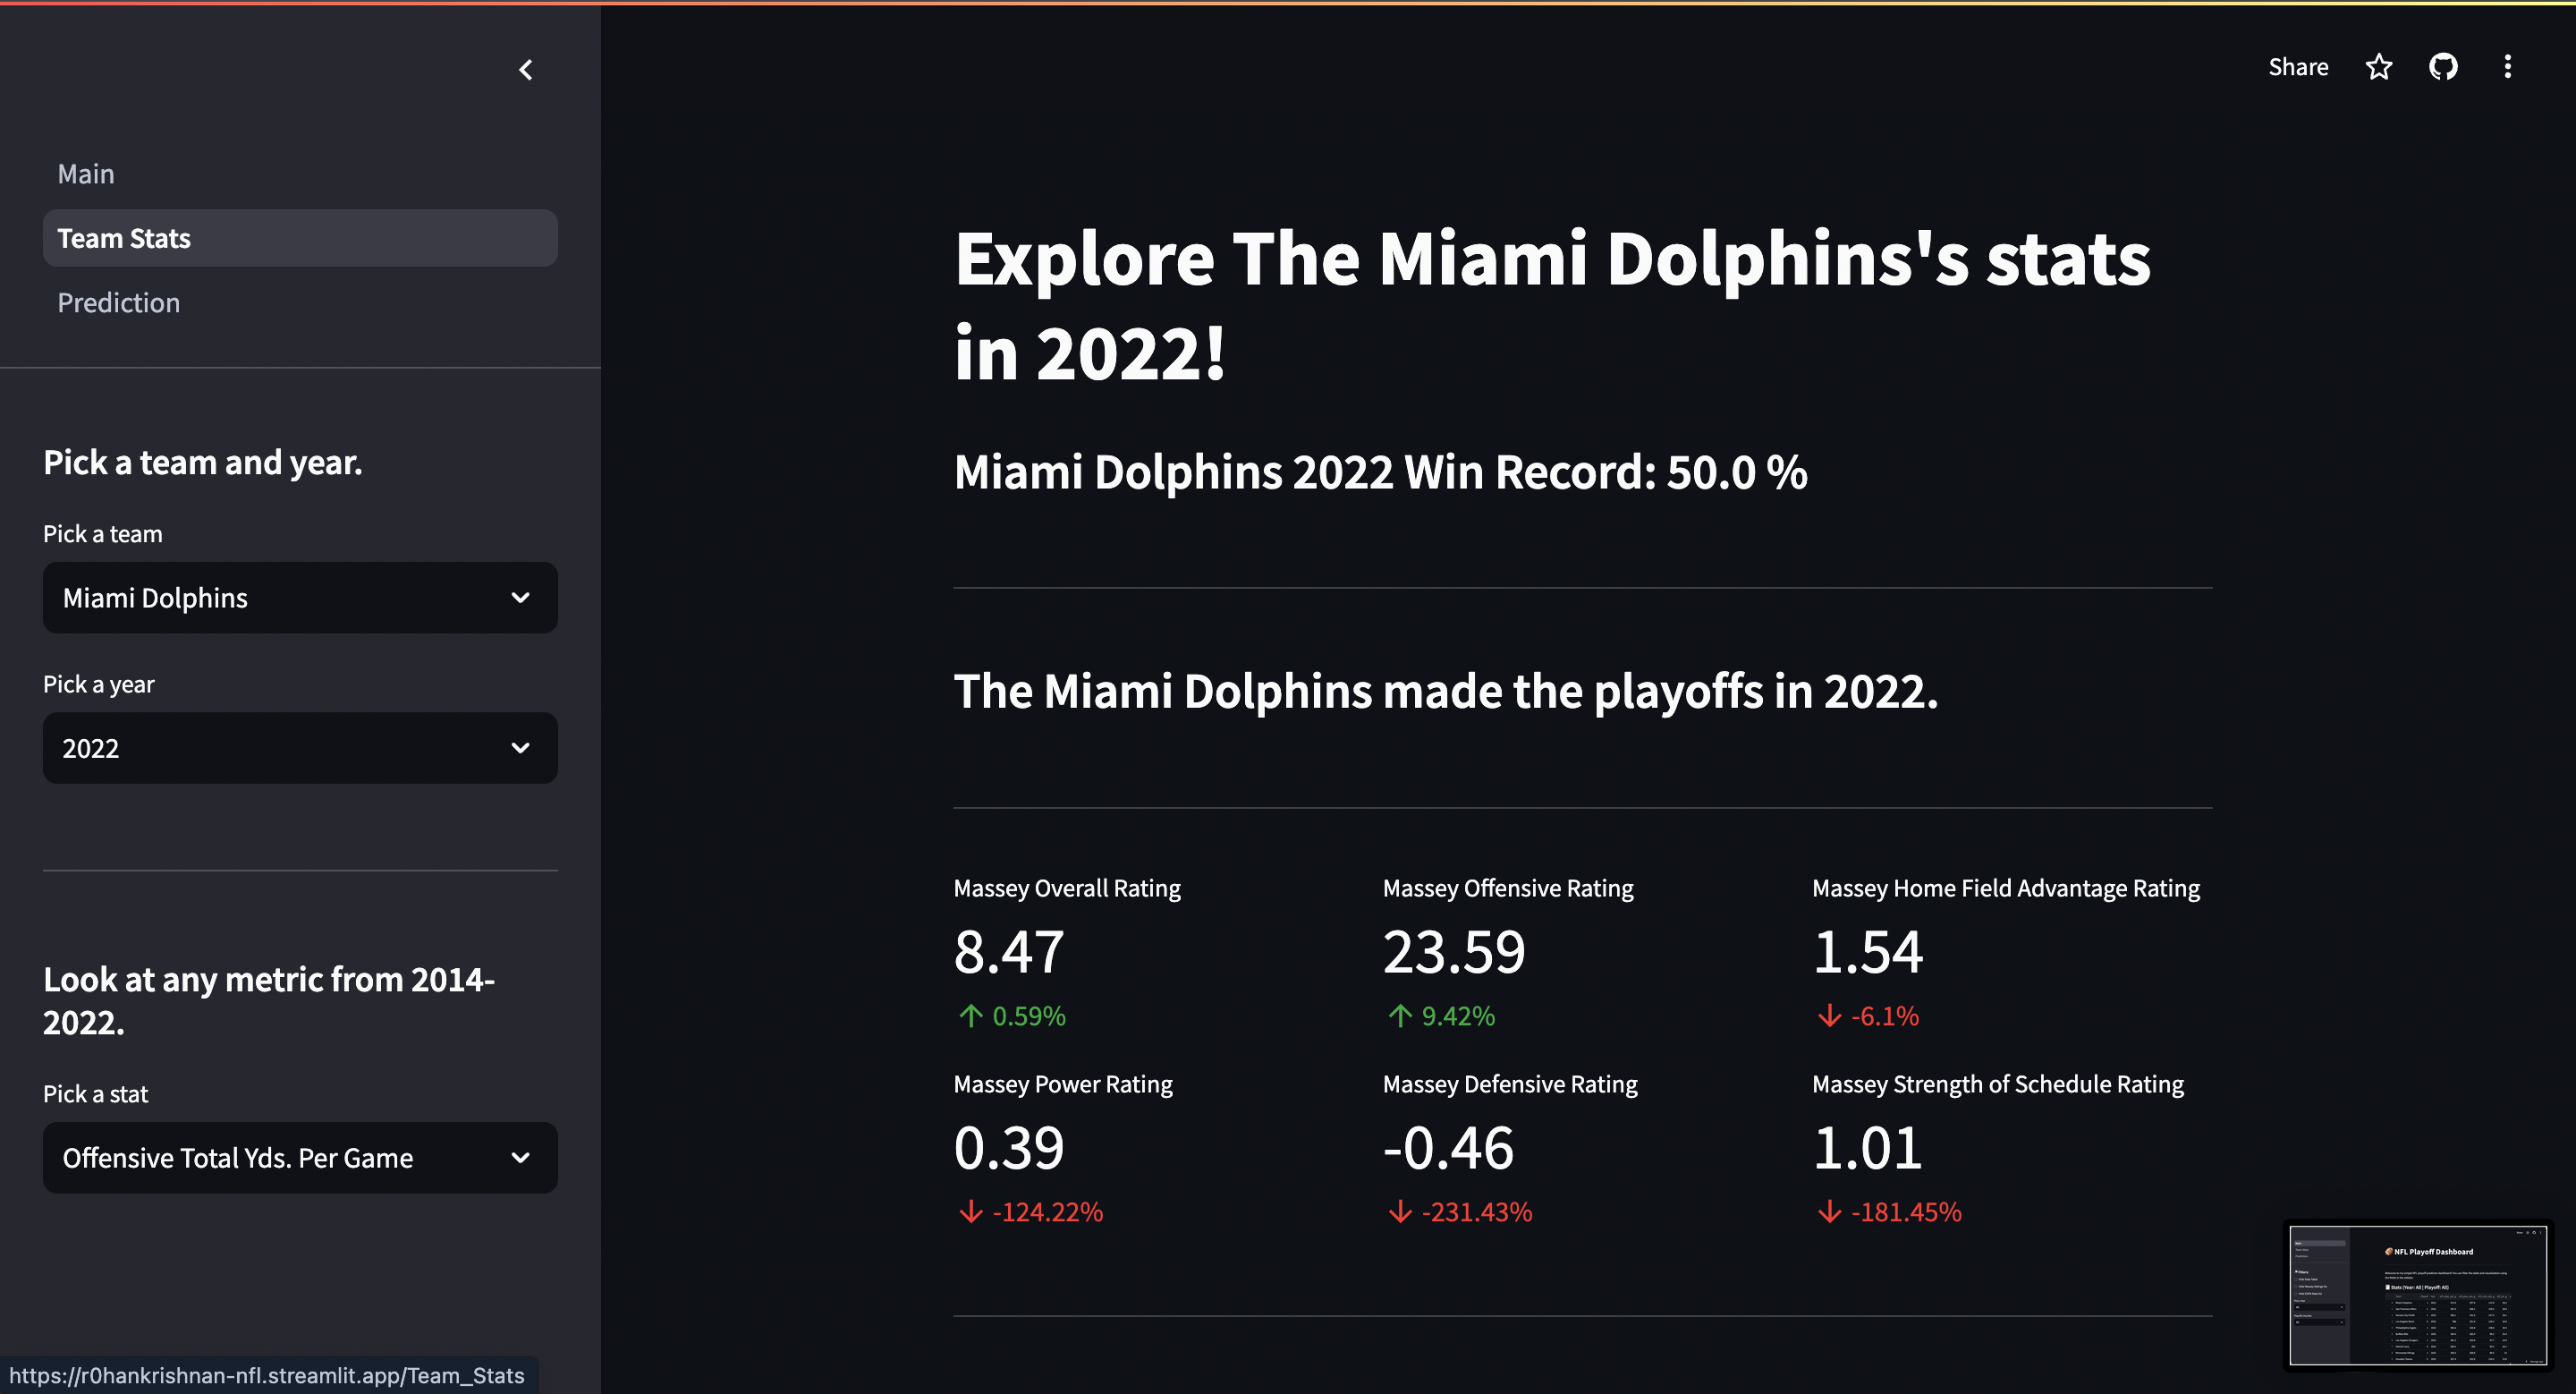 Share
Main
Team Stats
Prediction
Pick a team and year.
Pick a team
Miami Dolphins
Pick a year
2022
Look at any metric from 2014-
2022.
Pick a stat
Offensive Total Yds. Per Game
https://r0hankrishnan-nfl.streamlit.app/Team_Stats
Explore The Miami Dolphins's stats
in 2022!
Miami Dolphins 2022 Win Record: 50.0 %
The Miami Dolphins made the playoffs in 2022.
Massey Overall Rating
8.47
0.59%
Massey Offensive Rating
23.59
9.42%
Massey Home Field Advantage Rating
1.54
-6.1%
Massey Power Rating
0.39
-124.22%
Massey Defensive Rating
-0.46
-231.43%
Massey Strength of Schedule Rating
1.01
-181.45%
NFL Playoff Dashboard
Stats (Year: All | Playoff: All)